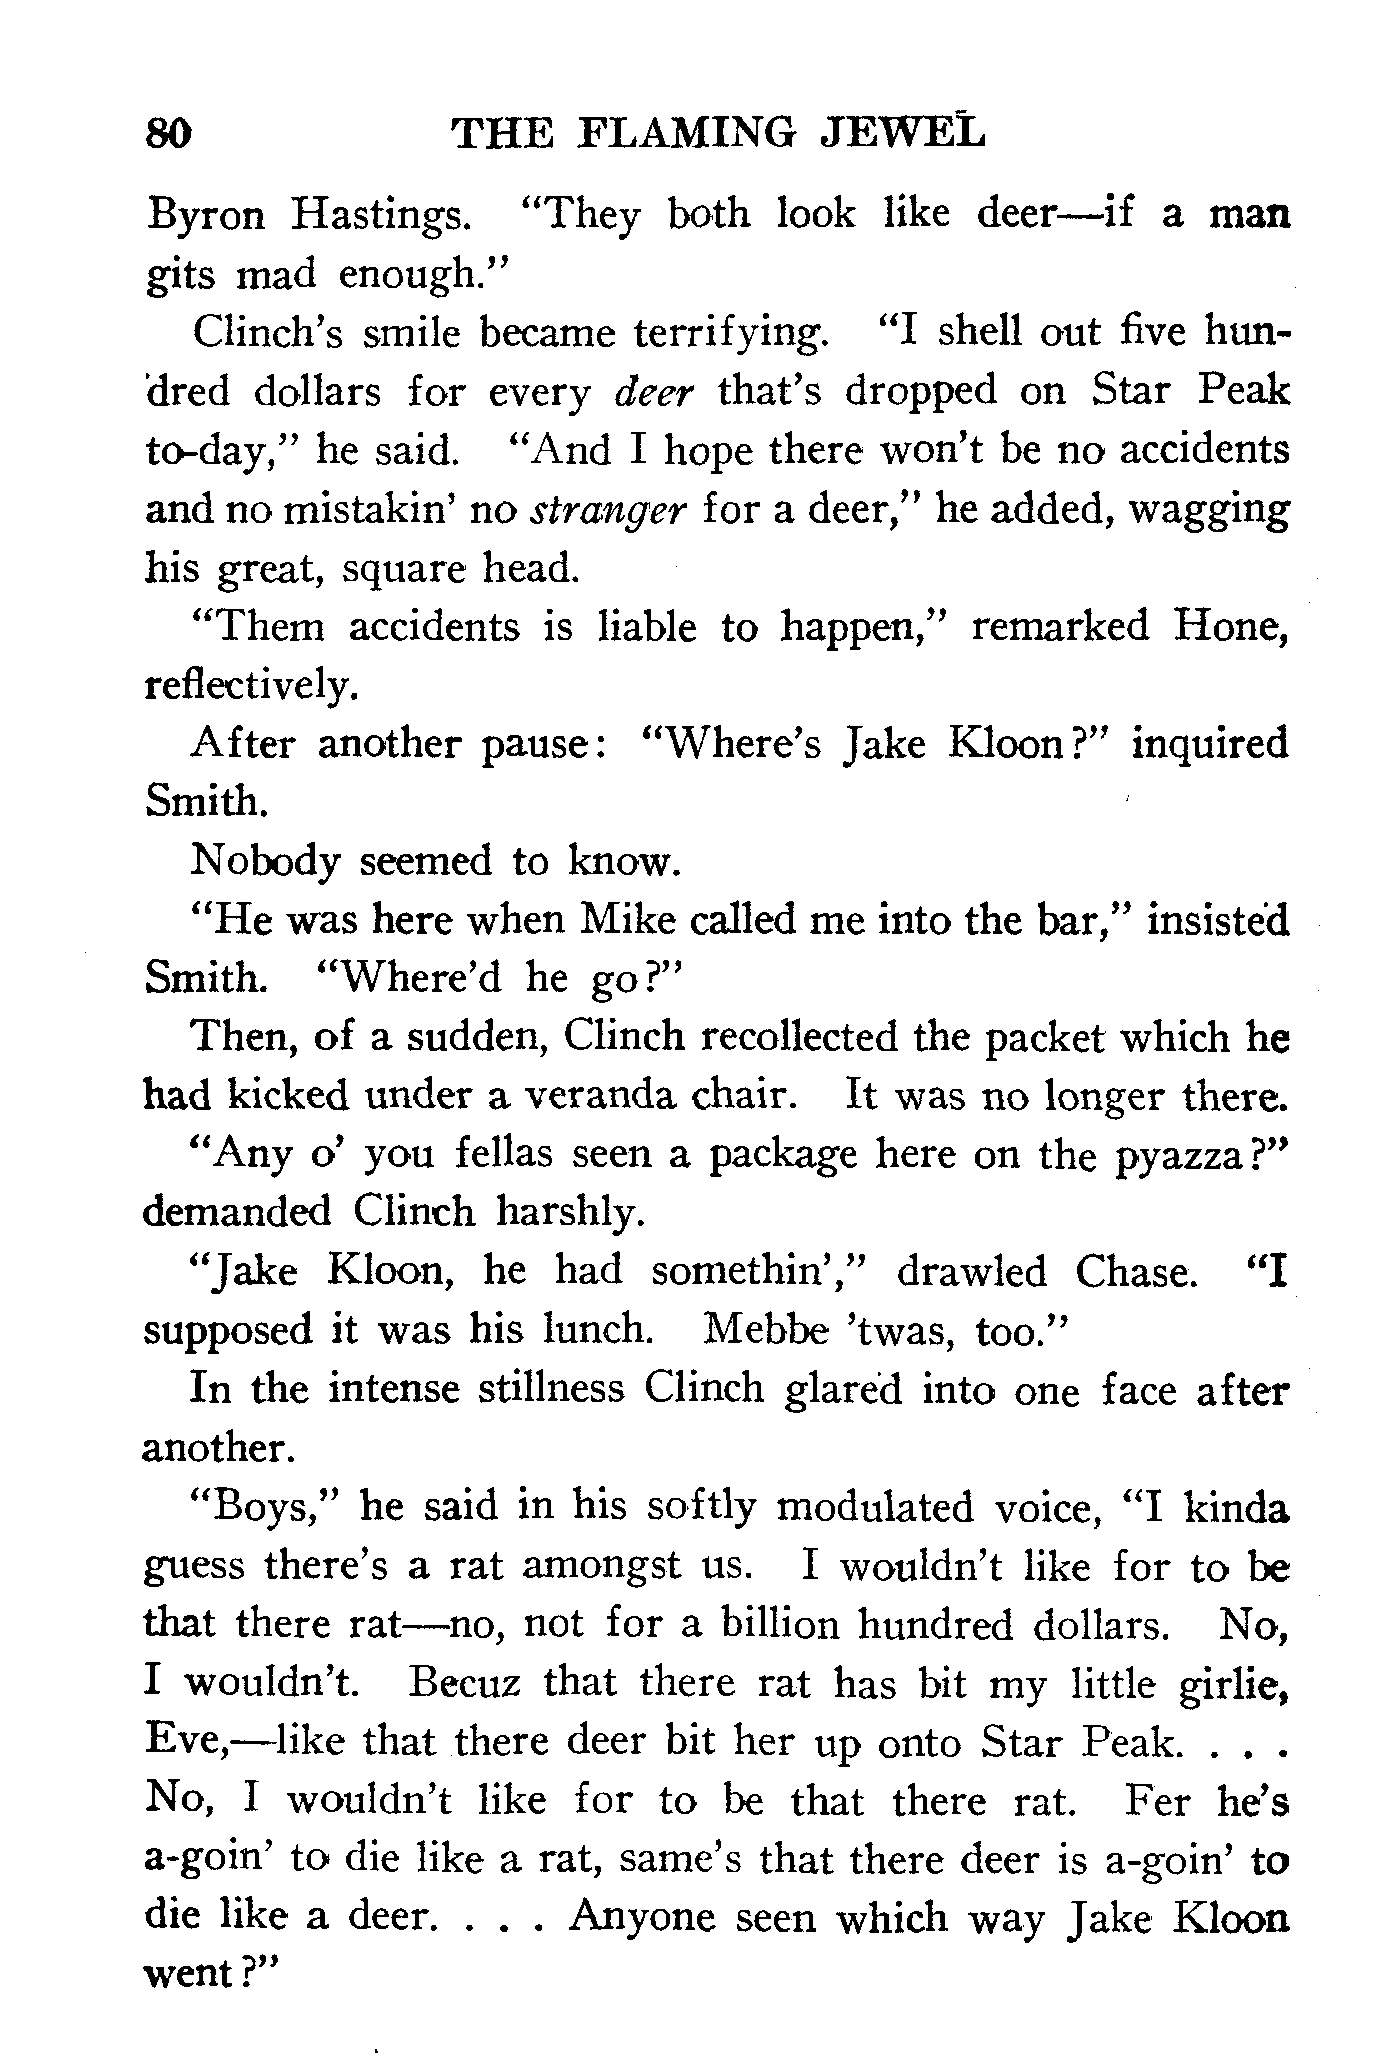 80 THE FLAMING JEWEL
Byron Hastings. “They both look like deer—if a man
gits mad enough.”
Clinch’s smile became terrifying. “I shell out five hun-
dred dollars for every deer that’s dropped on Star Peak
to-day,” he said. “And I hope there won’t be no accidents
and no mistakin’ no stranger for a deer,” he added, wagging
his great, square head.
“Them accidents is liable to happen,” remarked Hone,
reflectively.
After another pause: “Where’s Jake Kloon?” inquired
Smith.
Nobody seemed to know.
“He was here when Mike called me into the bar,” insisted
Smith. “Where’d he go?”
Then, of a sudden, Clinch recollected the packet which he
had kicked under a veranda chair. It was no longer there.
“Any o’ you fellas seen a package here on the pyazza?”
demanded Clinch harshly.
“Jake Kloon, he had somethin’,” drawled Chase. “I
supposed it was his lunch. Mebbe ’twas, too.”
In the intense stillness Clinch glared into one face after
another.
“Boys,” he said in his softly modulated voice, “I kinda
guess there’s a rat amongst us. I wouldn’t like for to be
that there rat—no, not for a billion hundred dollars. No,
I wouldn’t. Becuz that there rat has bit my little girlie,
Eve,—like that there deer bit her up onto Star Peak. . . .
No, I wouldn’t like for to be that there rat. Fer he’s
a-goin’ to die like a rat, same’s that there deer is a-goin’ to
die like a deer. . . . Anyone seen which way Jake Kloon
went?”